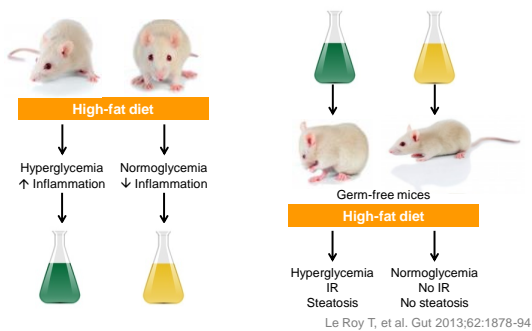 High-fat diet
Hyperglycemia
↑ Inflammation
Normoglycemia
↓ Inflammation
Germ-free mices
High-fat diet
Hyperglycemia
IR
Steatosis
Normoglycemia
No IR
No steatosis
Le Roy T, et al. Gut 2013;62:1878-94